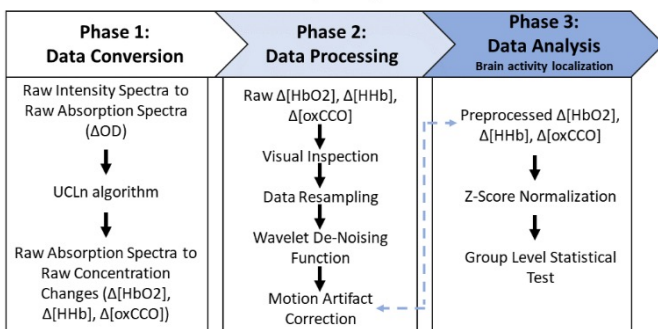 Phase 1:
Data Conversion
Raw Intensity Spectra to
Raw Absorption Spectra
(ΔOD)
UCLn algorithm
Raw Absorption Spectra to
Raw Concentration
Changes (Δ[HbO2],
Δ[HHb], Δ[oxCCO])
Phase 2:
Data Processing
Raw Δ[HbO2], Δ[HHb],
Δ[oxCCO]
Visual Inspection
Data Resampling
Wavelet De-Noising
Function
Motion Artifact
Correction
Phase 3:
Data Analysis
Brain activity localization
Preprocessed Δ[HbO2],
Δ[HHb], Δ[oxCCO]
Z-Score Normalization
Group Level Statistical
Test